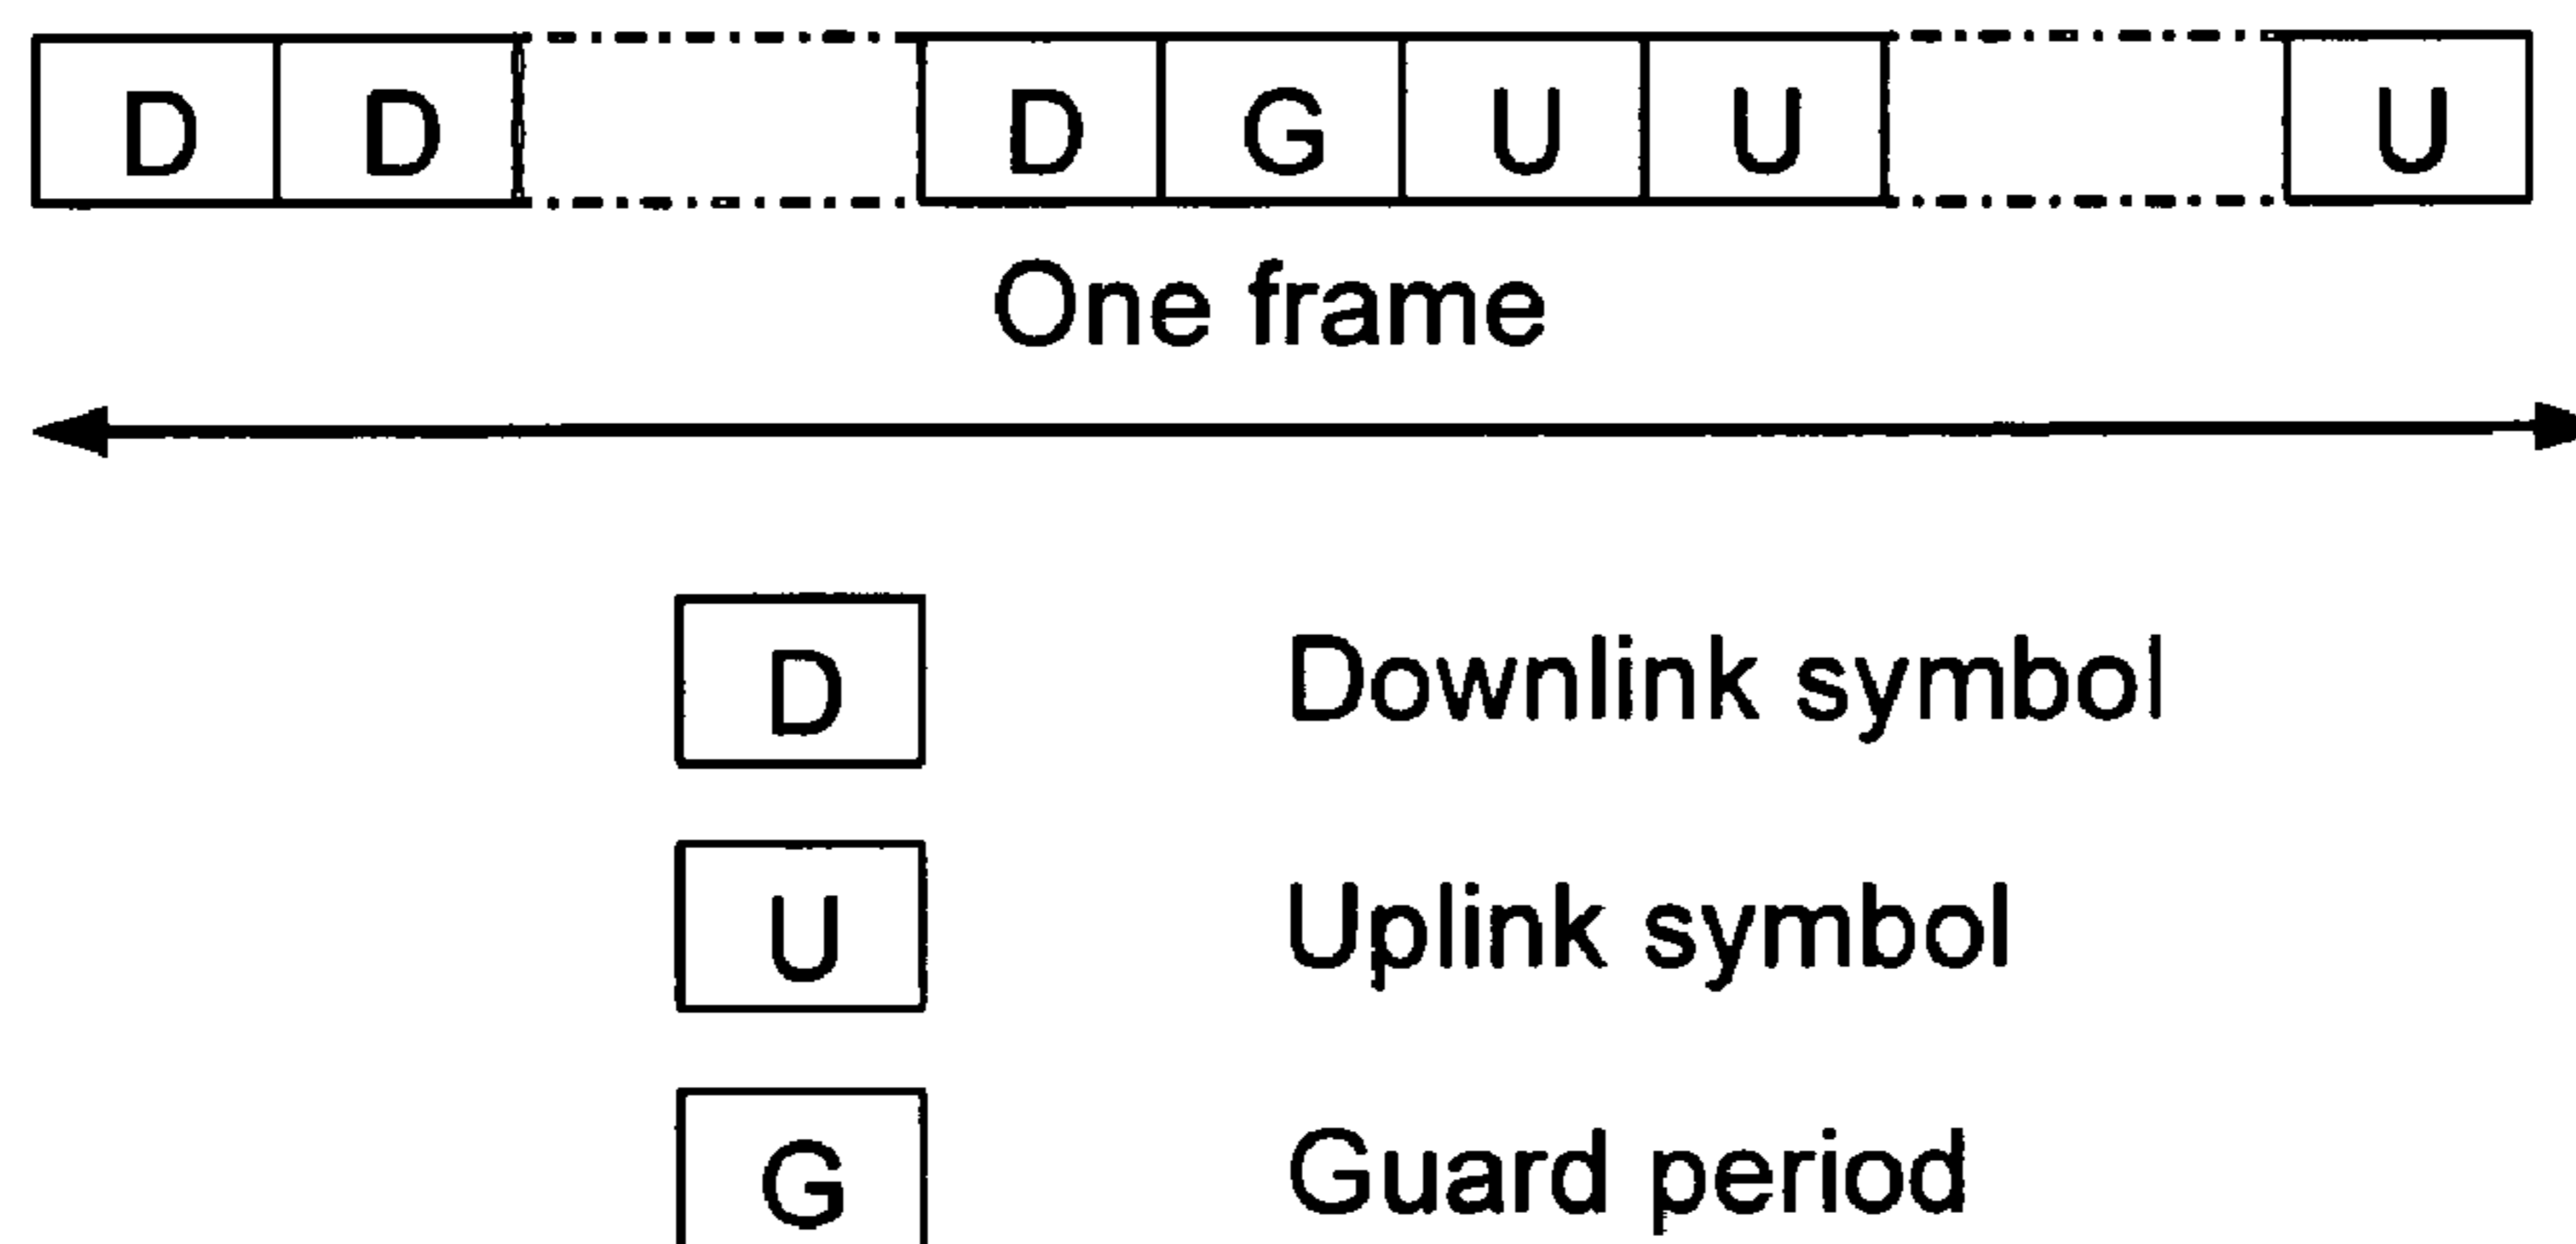 D D D G U U U
One frame
D Downlink symbol
U Uplink symbol
G Guard period